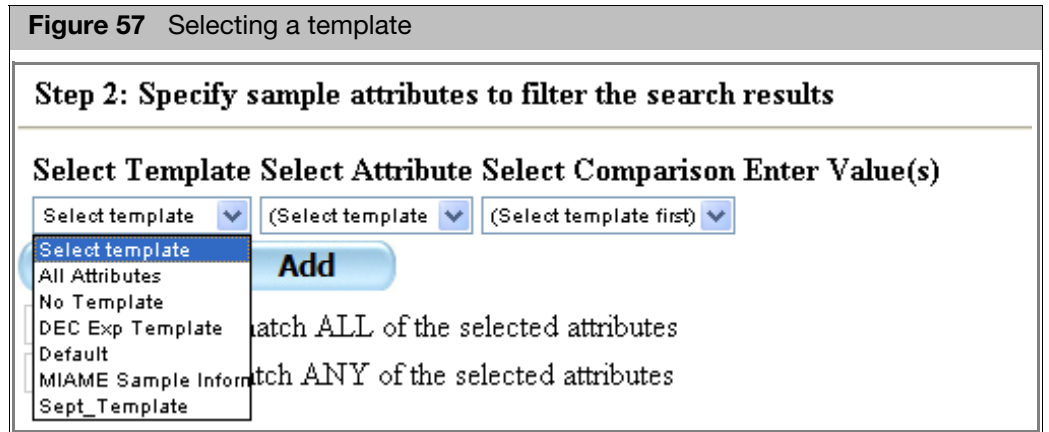 Figure 57 Selecting a template
Step 2: Specify sample attributes to filter the search results
Select Template Select Attribute Select Comparison Enter Value(s)
Select template (Select template (Select template first)
Select template
All Attributes
No Template
DEC Exp Template
Default
MIAME Sample Inform
Sept_Template
Add
atch ALL of the selected attributes
tch ANY of the selected attributes